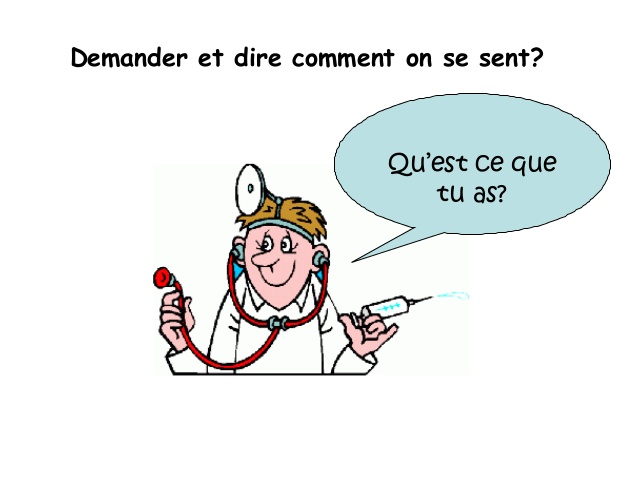 Demander et dire comment on se sent?
Qu’est ce que
tu as?